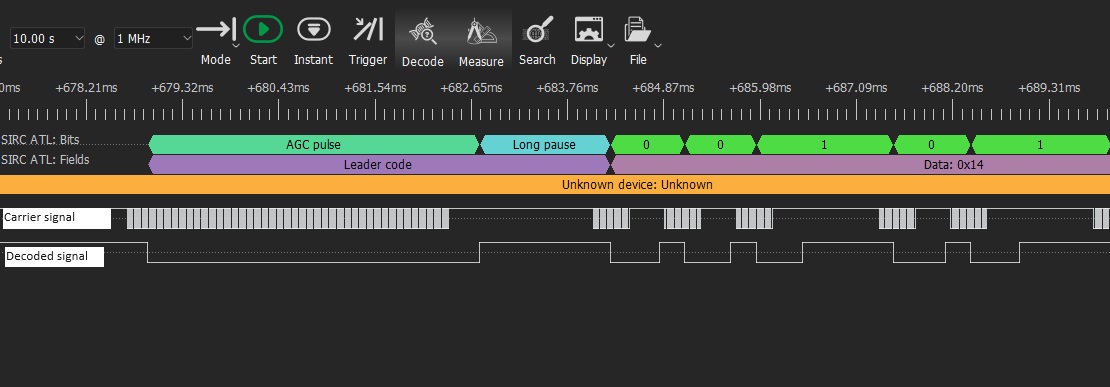 10.00 s @ 1 MHz
Mode Start Instant Trigger Decode Measure Search Display File
s
0ms +678.21ms +679.32ms +680.43ms +681.54ms +682.65ms +683.76ms +684.87ms +685.98ms +687.09ms +688.20ms +689.31ms
SIRC ATL: Bits AGC pulse Long pause 0 0 1 0 1
SIRC ATL: Fields Leader code Data: 0x14
Unknown device: Unknown
Carrier signal
Decoded signal